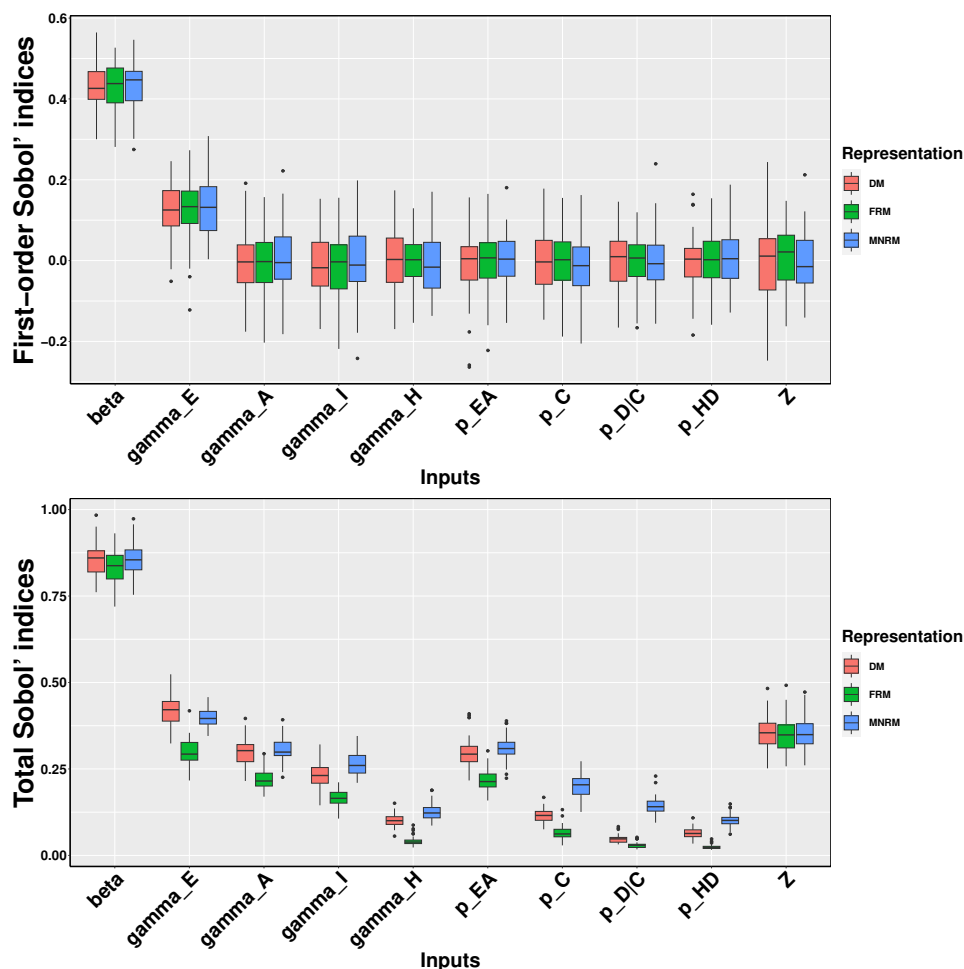 First−order Sobol' indices
0.6
0.4
0.2
0.0
−0.2
beta
gamma_E
gamma_A
gamma_I
gamma_H
p_EA
p_C
p_D|C
p_HD
Z
Inputs
Representation
DM
FRM
MNRM
Total Sobol' indices
1.00
0.75
0.50
0.25
0.00
beta
gamma_E
gamma_A
gamma_I
gamma_H
p_EA
p_C
p_D|C
p_HD
Z
Inputs
Representation
DM
FRM
MNRM